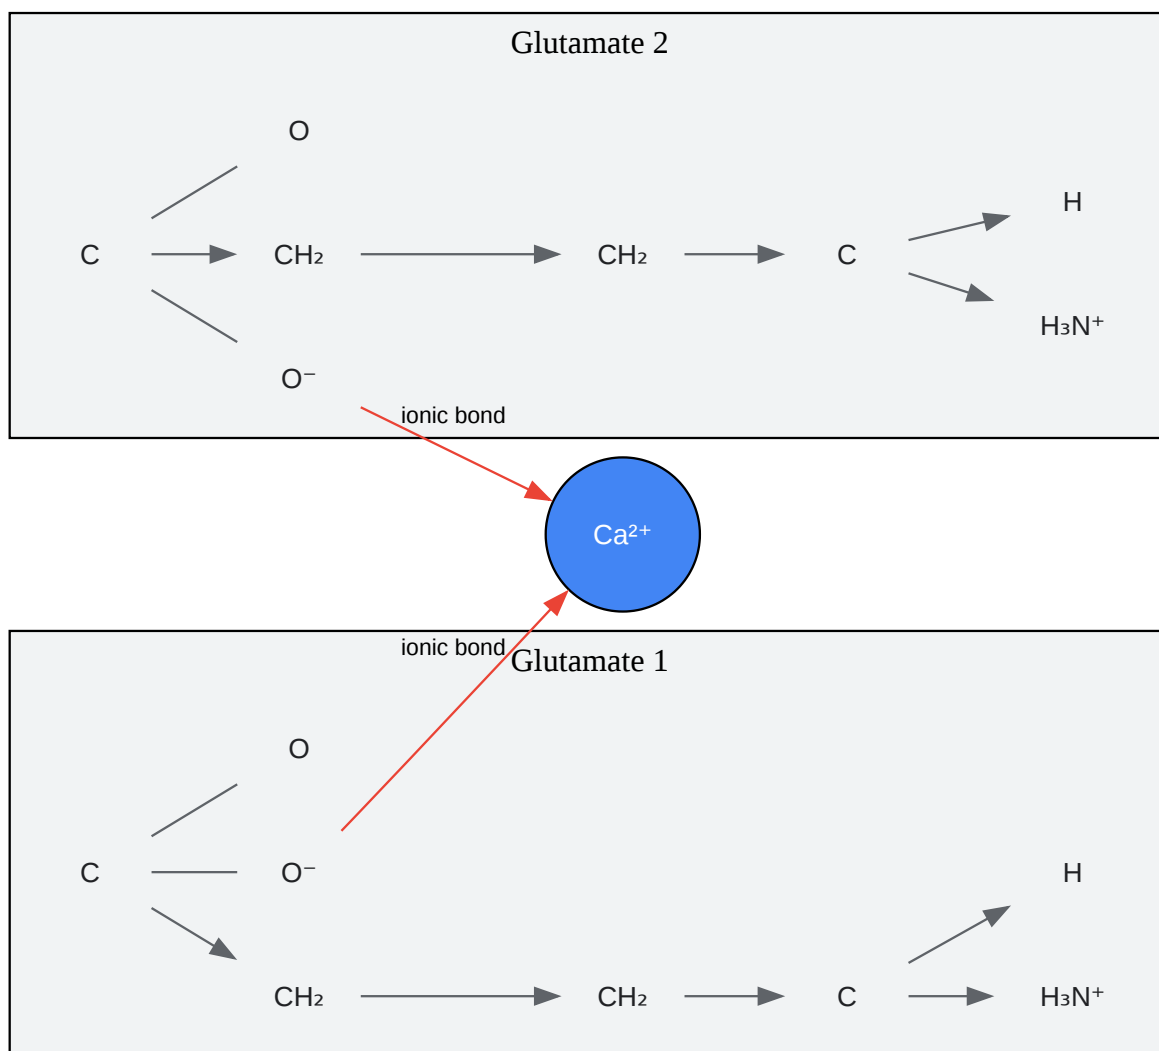 Glutamate 2
O
H
C
CH₂
CH₂
C
H₃N⁺
O⁻
ionic bond
Ca²⁺
ionic bond
Glutamate 1
O
C
O⁻
H
CH₂
CH₂
C
H₃N⁺